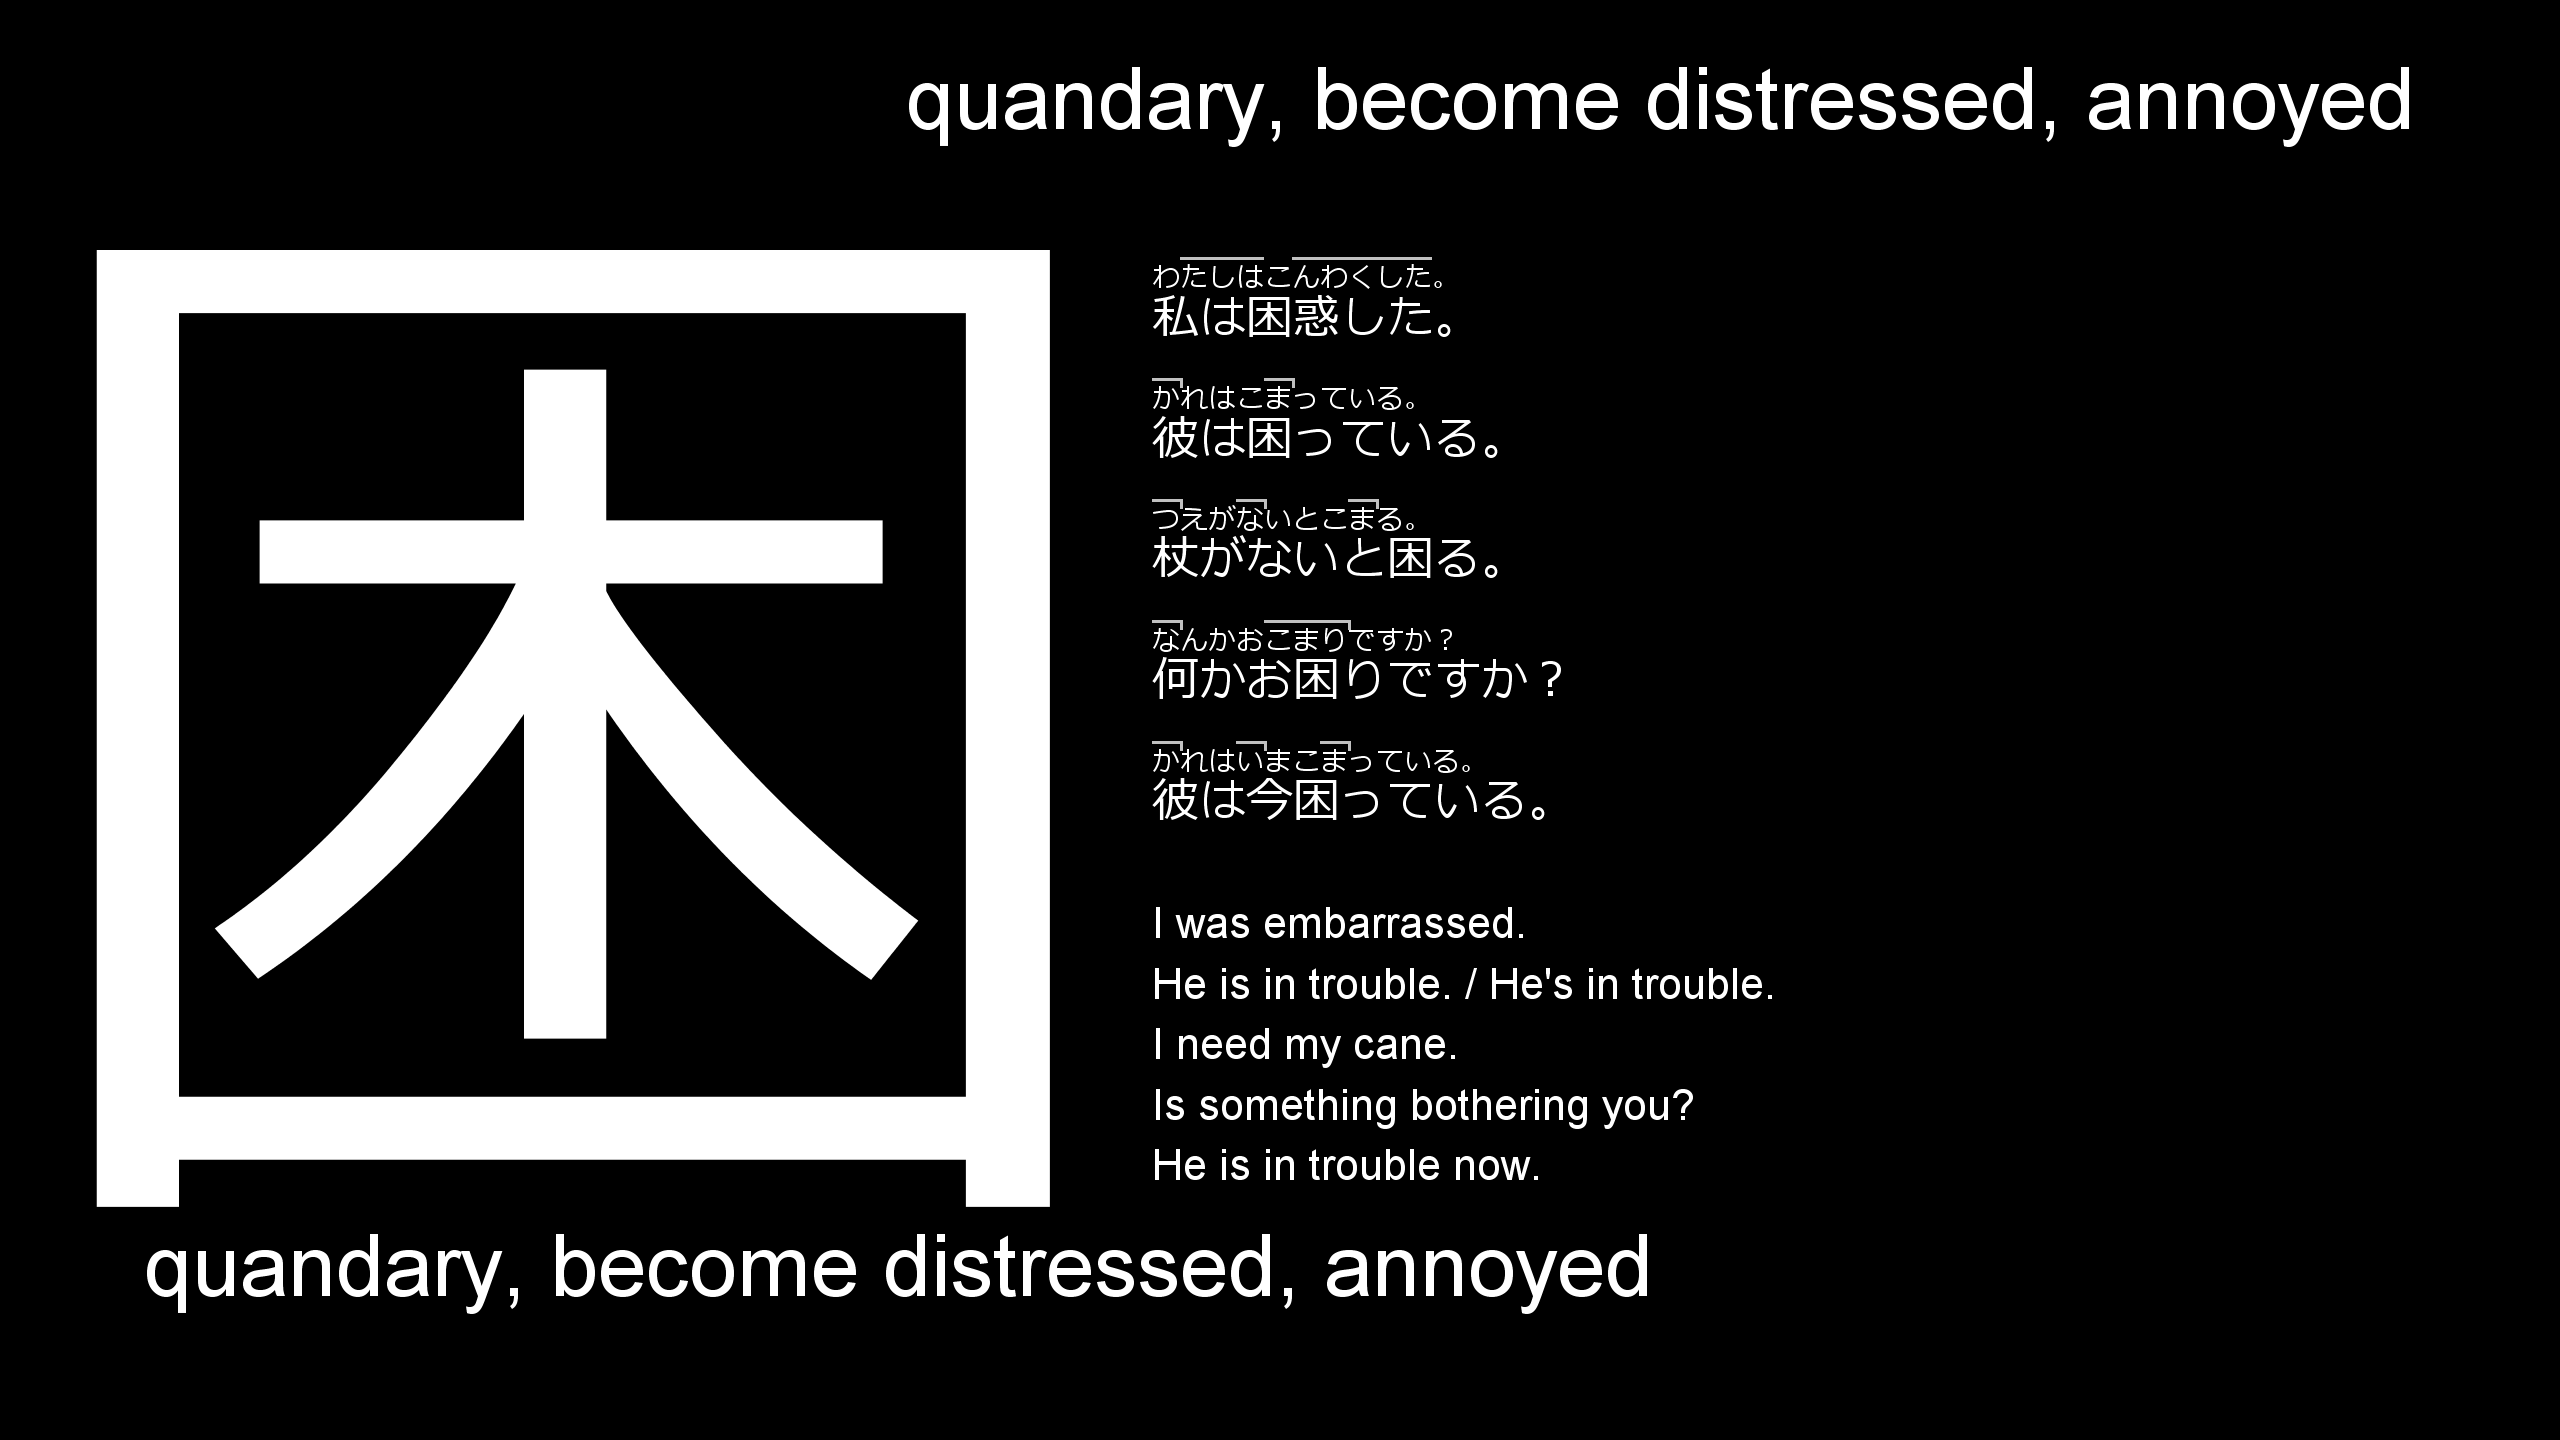 quandary, become distressed, annoyed
困
わたしはこんわくした。
私は困惑した。
かれはこまっている。
彼は困っている。
つえがないとこまる。
杖がないと困る。
なんかおこまりですか？
何かお困りですか？
かれはいまこまっている。
彼は今困っている。
I was embarrassed.
He is in trouble. / He's in trouble.
I need my cane.
Is something bothering you?
He is in trouble now.
quandary, become distressed, annoyed